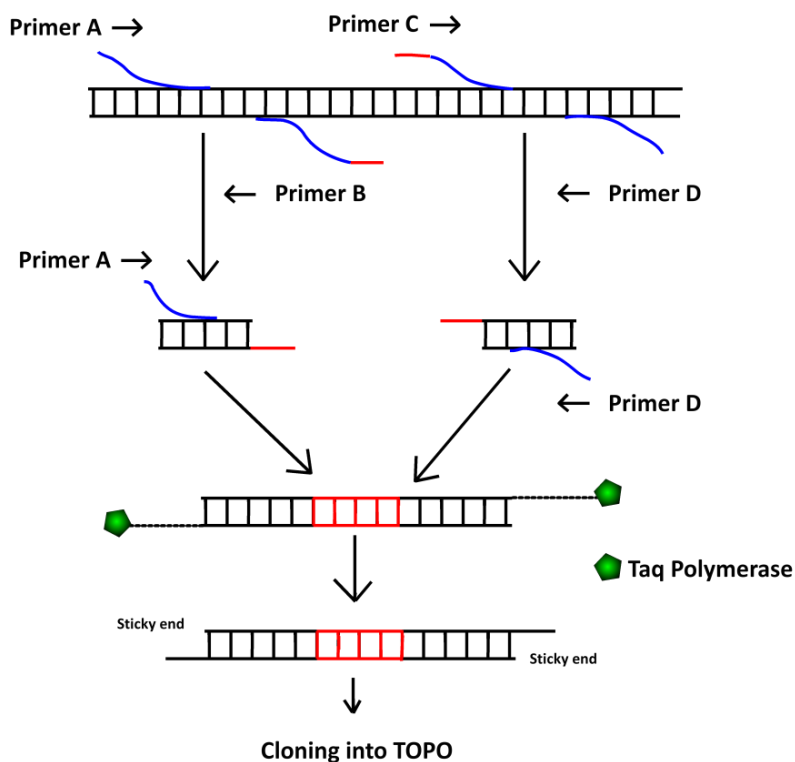 Primer A →
Primer C →
← Primer B
← Primer D
Primer A →
← Primer D
Taq Polymerase
Sticky end
Sticky end
Cloning into TOPO